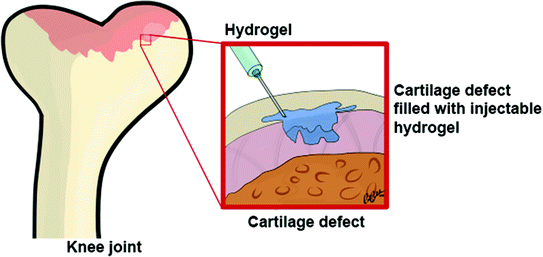 Hydrogel
Cartilage defect
filled with injectable
hydrogel
Cartilage defect
Knee joint